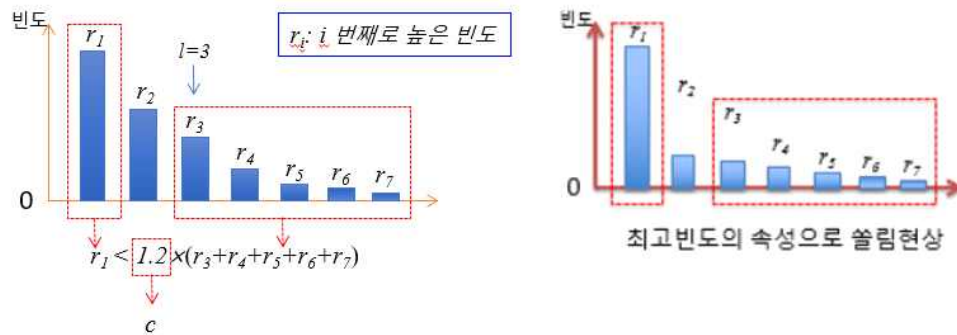 빈도
r1
r2
l=3
r3
r4
r5
r6
r7
0
ri: i 번째로 높은 빈도
r1 < 1.2 ×(r3+r4+r5+r6+r7)
c
빈도
r1
r2
r3
r4
r5
r6
r7
0
최고빈도의 속성으로 쏠림현상